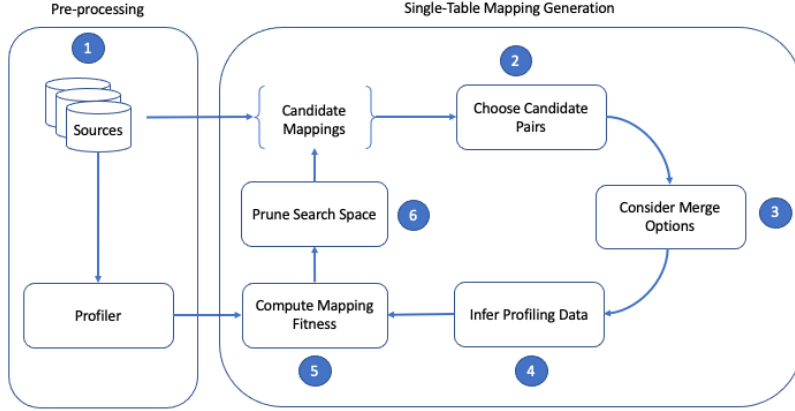 Pre-processing
Single-Table Mapping Generation
1
2
Sources
Candidate
Mappings
Choose Candidate
Pairs
Prune Search Space
6
Consider Merge
Options
3
Profiler
Compute Mapping
Fitness
Infer Profiling Data
5
4